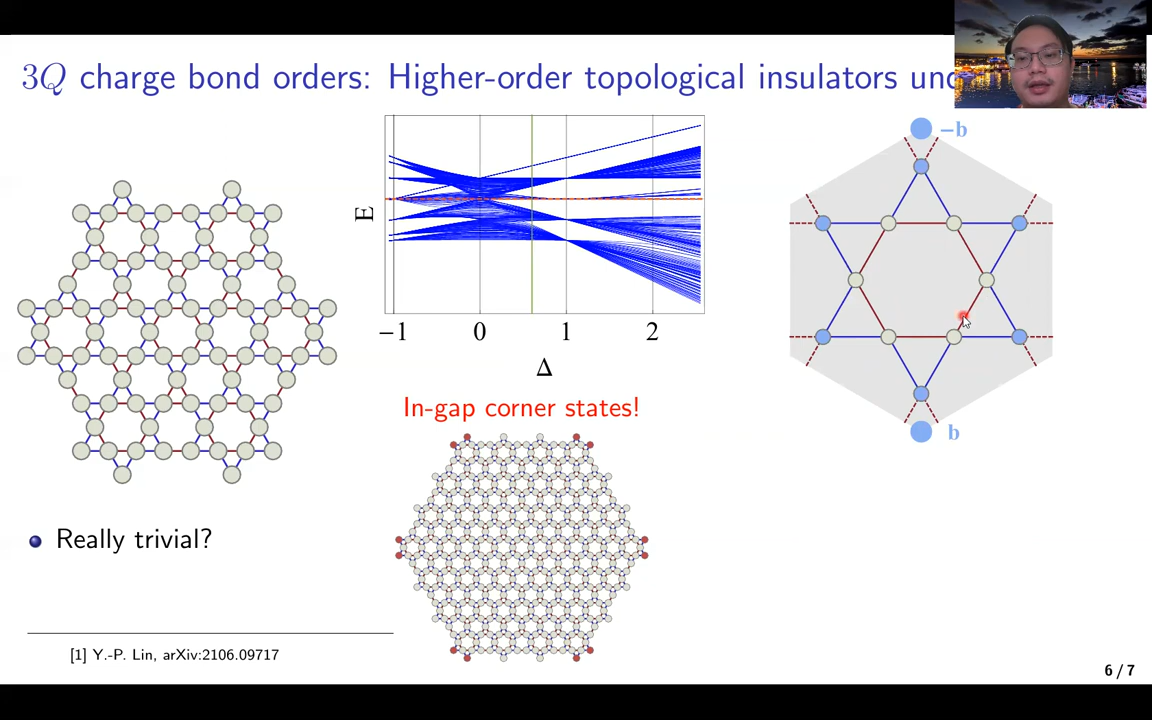 3Q charge bond orders: Higher-order topological insulators
−b
E
−1 0 1 2
Δ
In-gap corner states!
b
Really trivial?
[1] Y.-P. Lin, arXiv:2106.09717
6 / 7